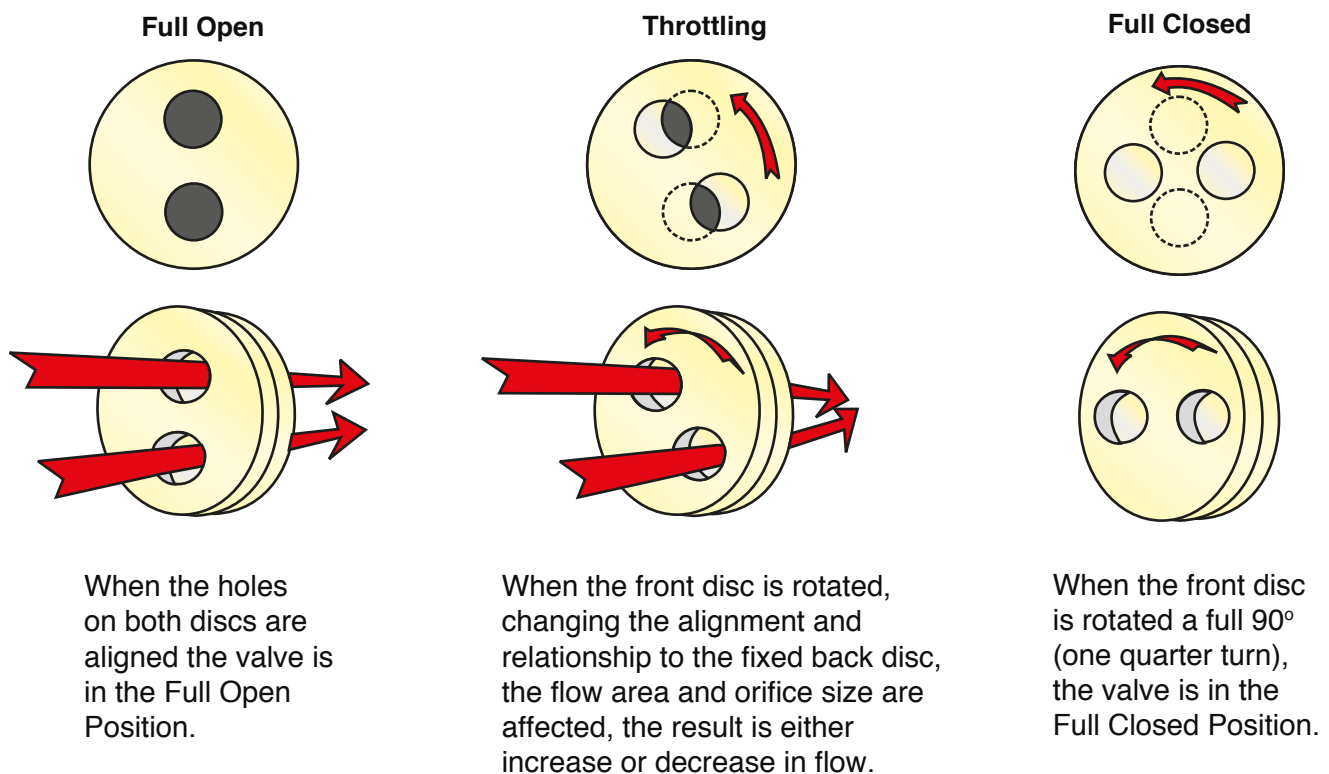 Full Open
Throttling
Full Closed
When the holes
on both discs are
aligned the valve is
in the Full Open
Position.
When the front disc is rotated,
changing the alignment and
relationship to the fixed back disc,
the flow area and orifice size are
affected, the result is either
increase or decrease in flow.
When the front disc
is rotated a full 90º
(one quarter turn),
the valve is in the
Full Closed Position.